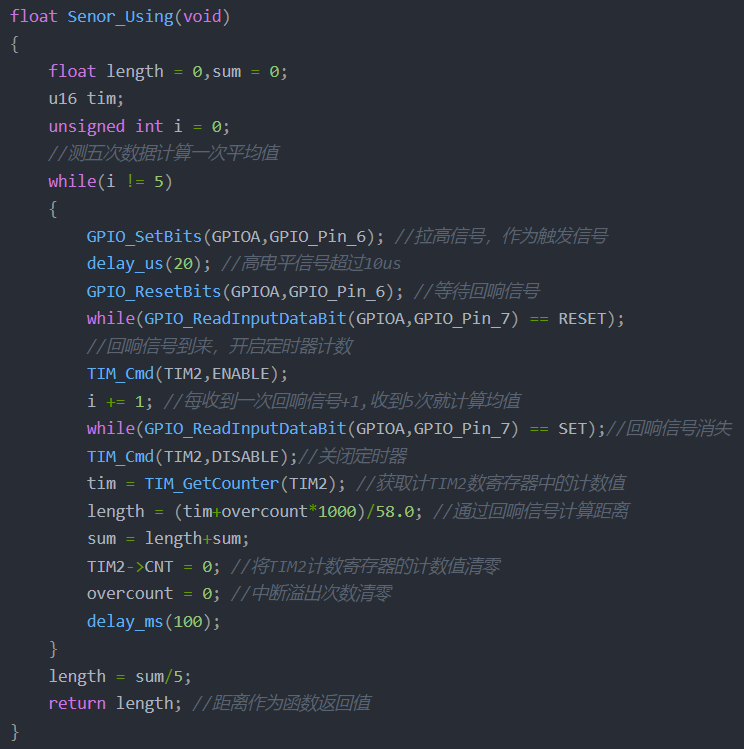 float Senor_Using(void)
{
    float length = 0,sum = 0;
    u16 tim;
    unsigned int i = 0;
    //测五次数据计算一次平均值
    while(i != 5)
    {
        GPIO_SetBits(GPIOA,GPIO_Pin_6); //拉高信号，作为触发信号
        delay_us(20); //高电平信号超过10us
        GPIO_ResetBits(GPIOA,GPIO_Pin_6); //等待回响信号
        while(GPIO_ReadInputDataBit(GPIOA,GPIO_Pin_7) == RESET);
        //回响信号到来，开启定时器计数
        TIM_Cmd(TIM2,ENABLE);
        i += 1; //每收到一次回响信号+1,收到5次就计算均值
        while(GPIO_ReadInputDataBit(GPIOA,GPIO_Pin_7) == SET);//回响信号消失
        TIM_Cmd(TIM2,DISABLE);//关闭定时器
        tim = TIM_GetCounter(TIM2); //获取计TIM2数寄存器中的计数值
        length = (tim+overcount*1000)/58.0; //通过回响信号计算距离
        sum = length+sum;
        TIM2->CNT = 0; //将TIM2计数寄存器的计数值清零
        overcount = 0; //中断溢出次数清零
        delay_ms(100);
    }
    length = sum/5;
    return length; //距离作为函数返回值
}